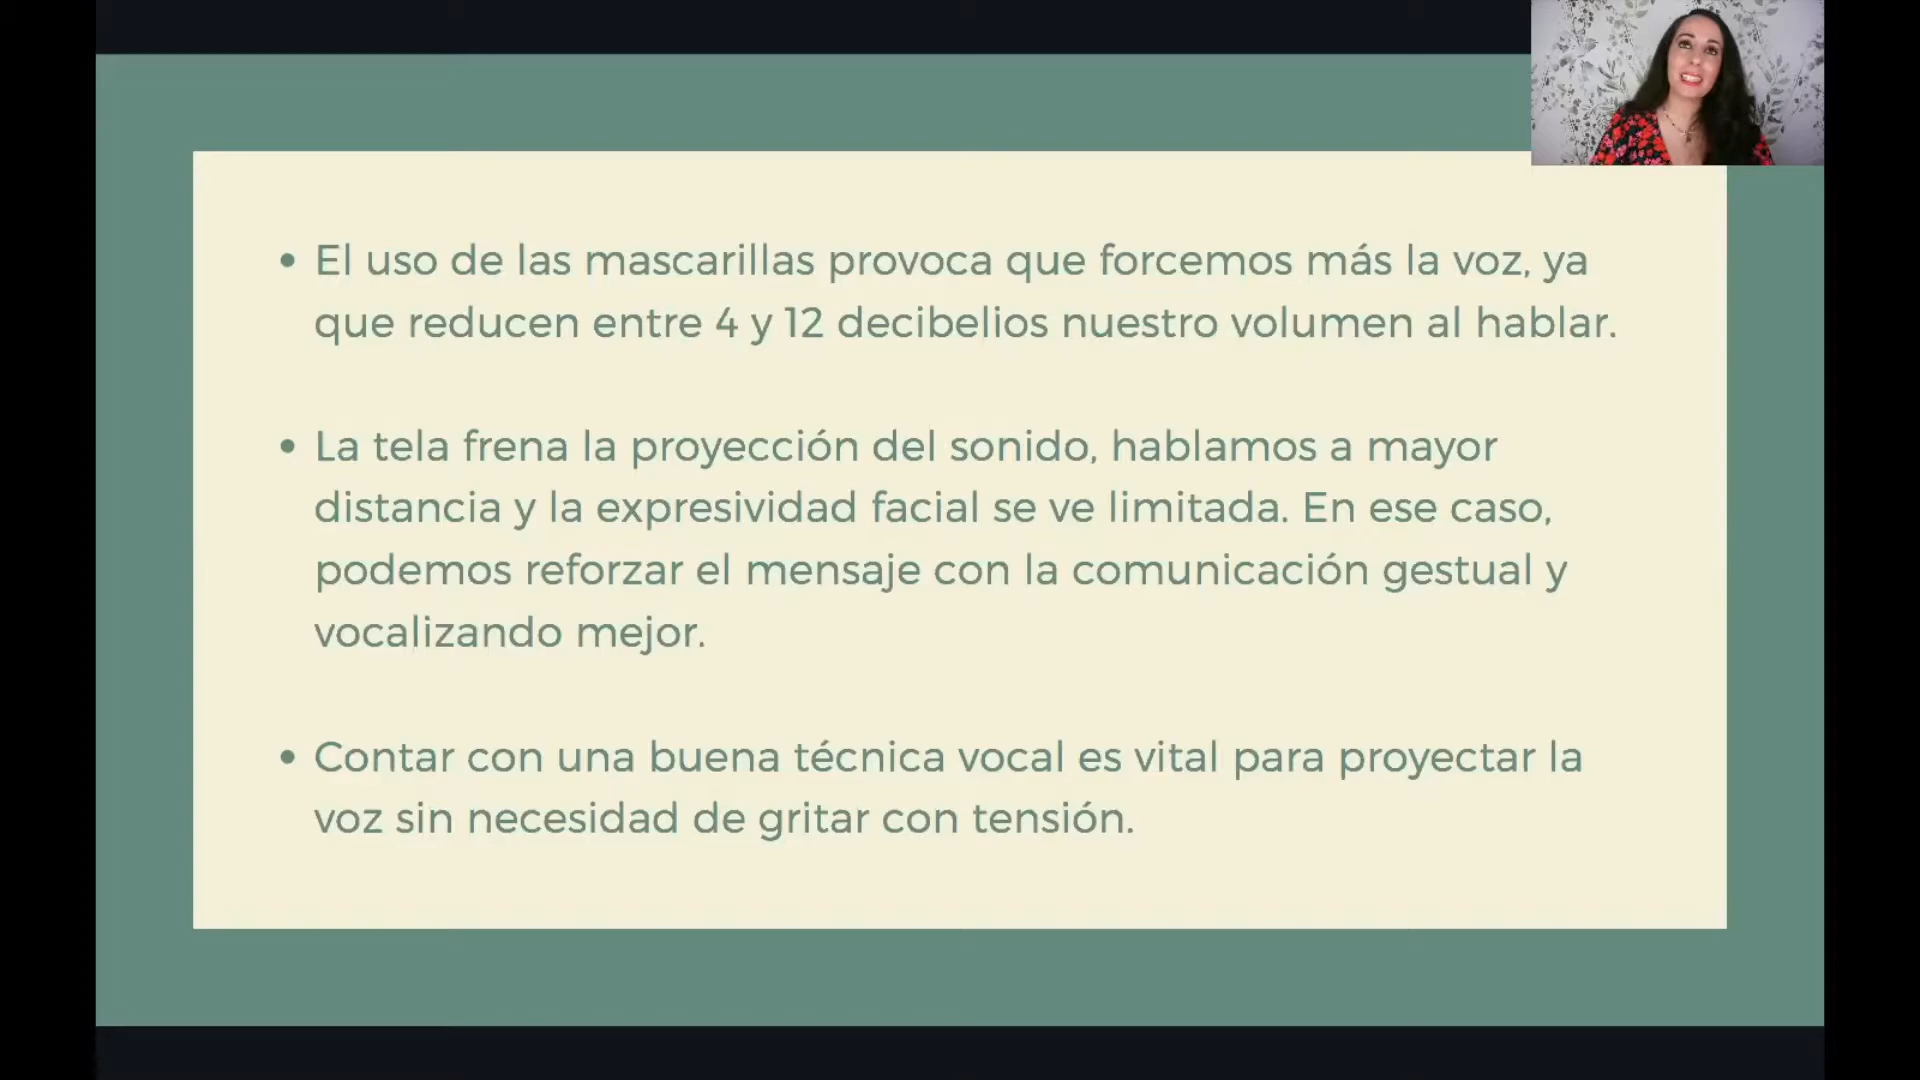 • El uso de las mascarillas provoca que forcemos más la voz, ya
que reducen entre 4 y 12 decibelios nuestro volumen al hablar.
• La tela frena la proyección del sonido, hablamos a mayor
distancia y la expresividad facial se ve limitada. En ese caso,
podemos reforzar el mensaje con la comunicación gestual y
vocalizando mejor.
• Contar con una buena técnica vocal es vital para proyectar la
voz sin necesidad de gritar con tensión.